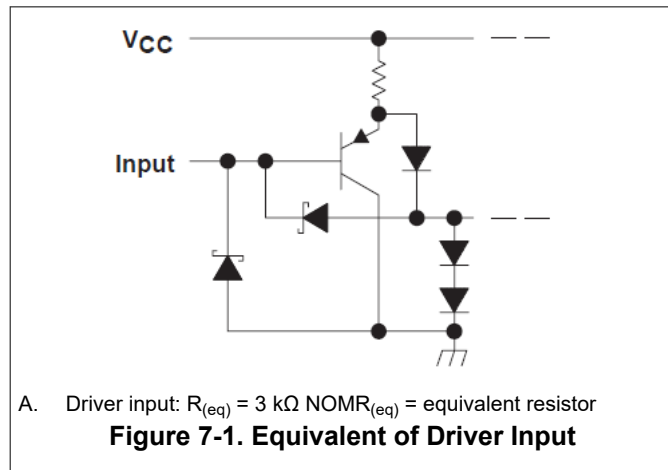 VCC
Input
A. Driver input: R(eq) = 3 kΩ NOMR(eq) = equivalent resistor
Figure 7-1. Equivalent of Driver Input